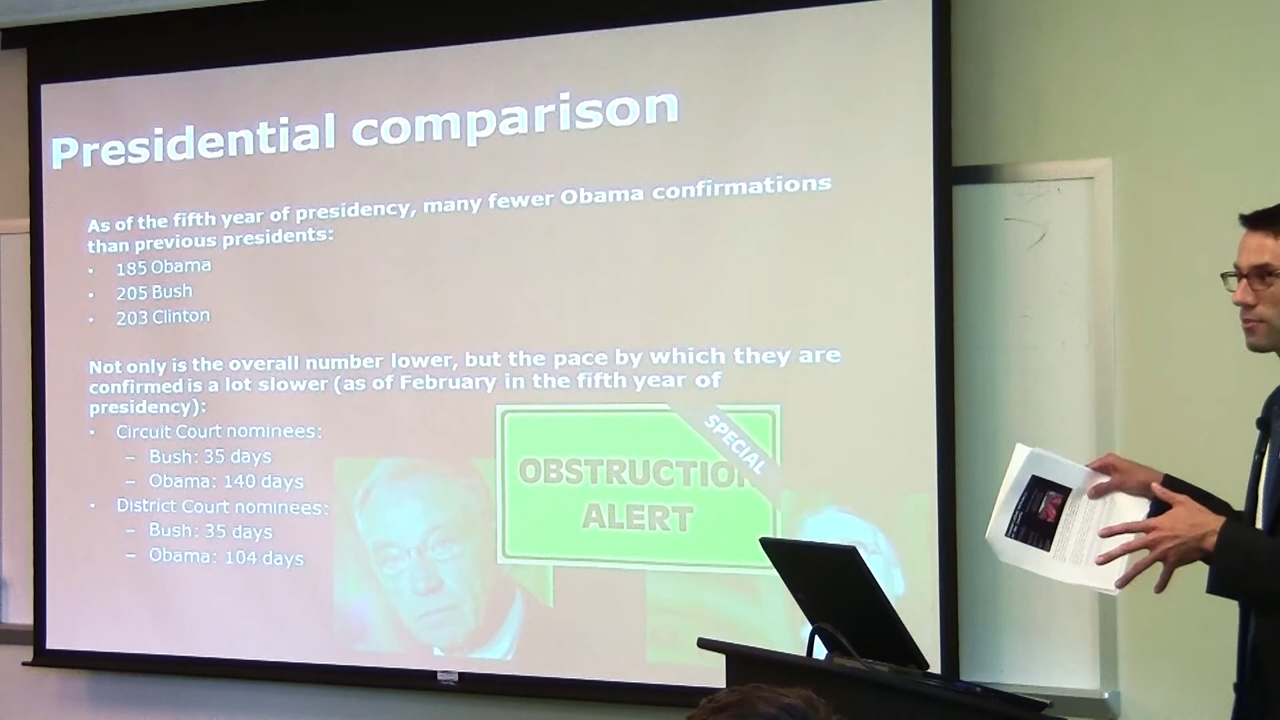 Presidential comparison
As of the fifth year of presidency, many fewer Obama confirmations
than previous presidents:
• 185 Obama
• 205 Bush
• 203 Clinton
Not only is the overall number lower, but the pace by which they are
confirmed is a lot slower (as of February in the fifth year of
presidency):
• Circuit Court nominees:
– Bush: 35 days
– Obama: 140 days
• District Court nominees:
– Bush: 35 days
– Obama: 104 days
SPECIAL
OBSTRUCTION
ALERT